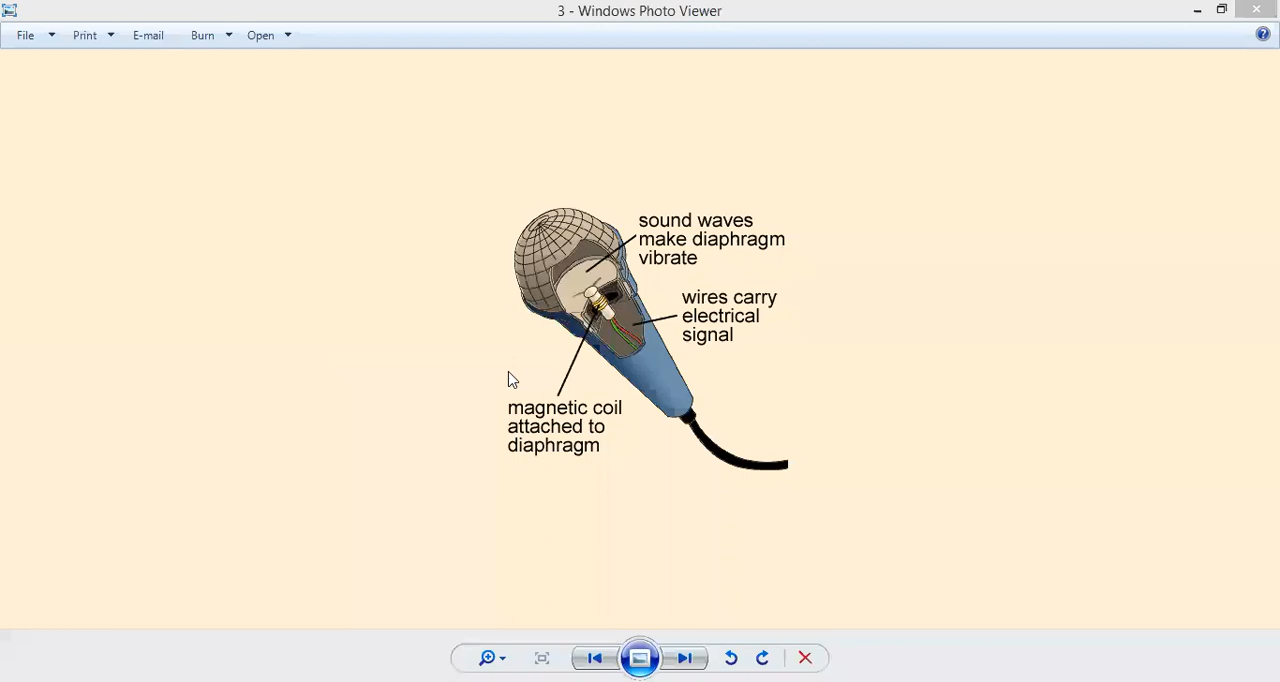 3 - Windows Photo Viewer
File Print E-mail Burn Open
sound waves
make diaphragm
vibrate
wires carry
electrical
signal
magnetic coil
attached to
diaphragm